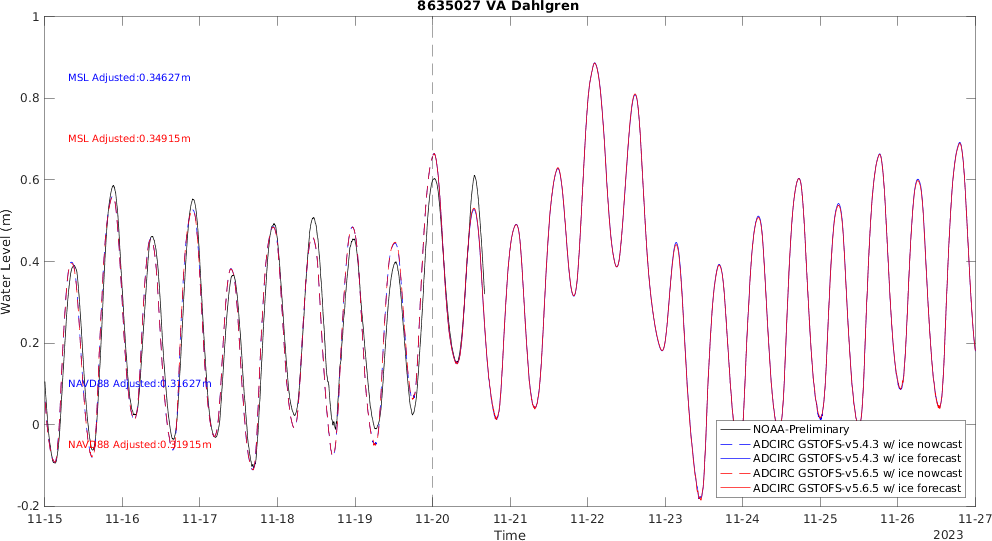 8635027 VA Dahlgren
Water Level (m)
1
0.8
0.6
0.4
0.2
0
-0.2
MSL Adjusted:0.34627m
MSL Adjusted:0.34915m
NAVD88 Adjusted:0.31627m
NAVD88 Adjusted:0.31915m
NOAA-Preliminary
ADCIRC GSTOFS-v5.4.3 w/ ice nowcast
ADCIRC GSTOFS-v5.4.3 w/ ice forecast
ADCIRC GSTOFS-v5.6.5 w/ ice nowcast
ADCIRC GSTOFS-v5.6.5 w/ ice forecast
11-15 11-16 11-17 11-18 11-19 11-20 11-21 11-22 11-23 11-24 11-25 11-26 11-27
Time
2023